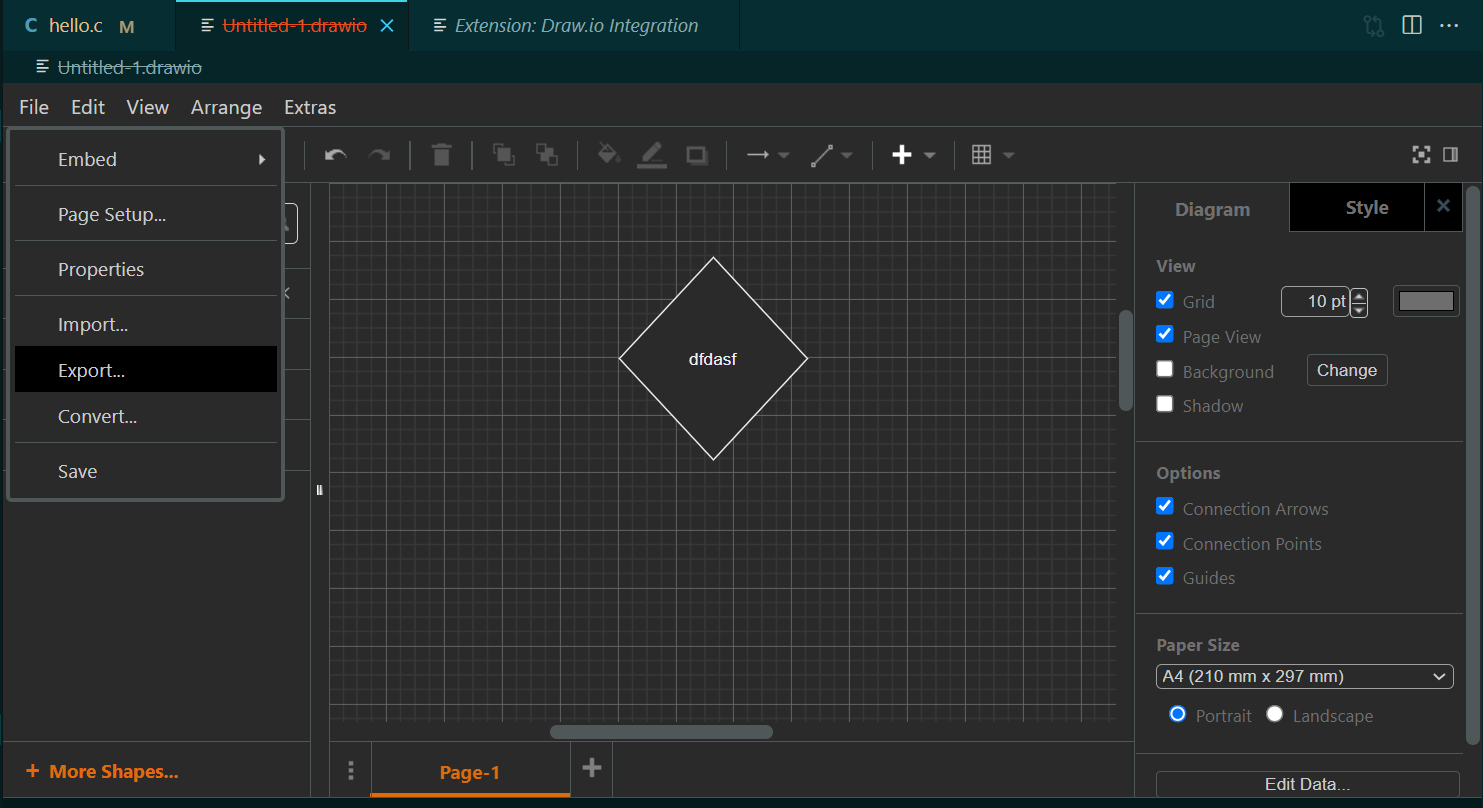 C hello.c M
Untitled-1.drawio
Extension: Draw.io Integration
Untitled-1.drawio
File Edit View Arrange Extras
Embed
Page Setup...
Properties
Import...
Export...
Convert...
Save
dfdasf
Diagram Style
View
Grid 10 pt
Page View
Background Change
Shadow
Options
Connection Arrows
Connection Points
Guides
Paper Size
A4 (210 mm x 297 mm)
Portrait Landscape
Edit Data...
+ More Shapes...
Page-1